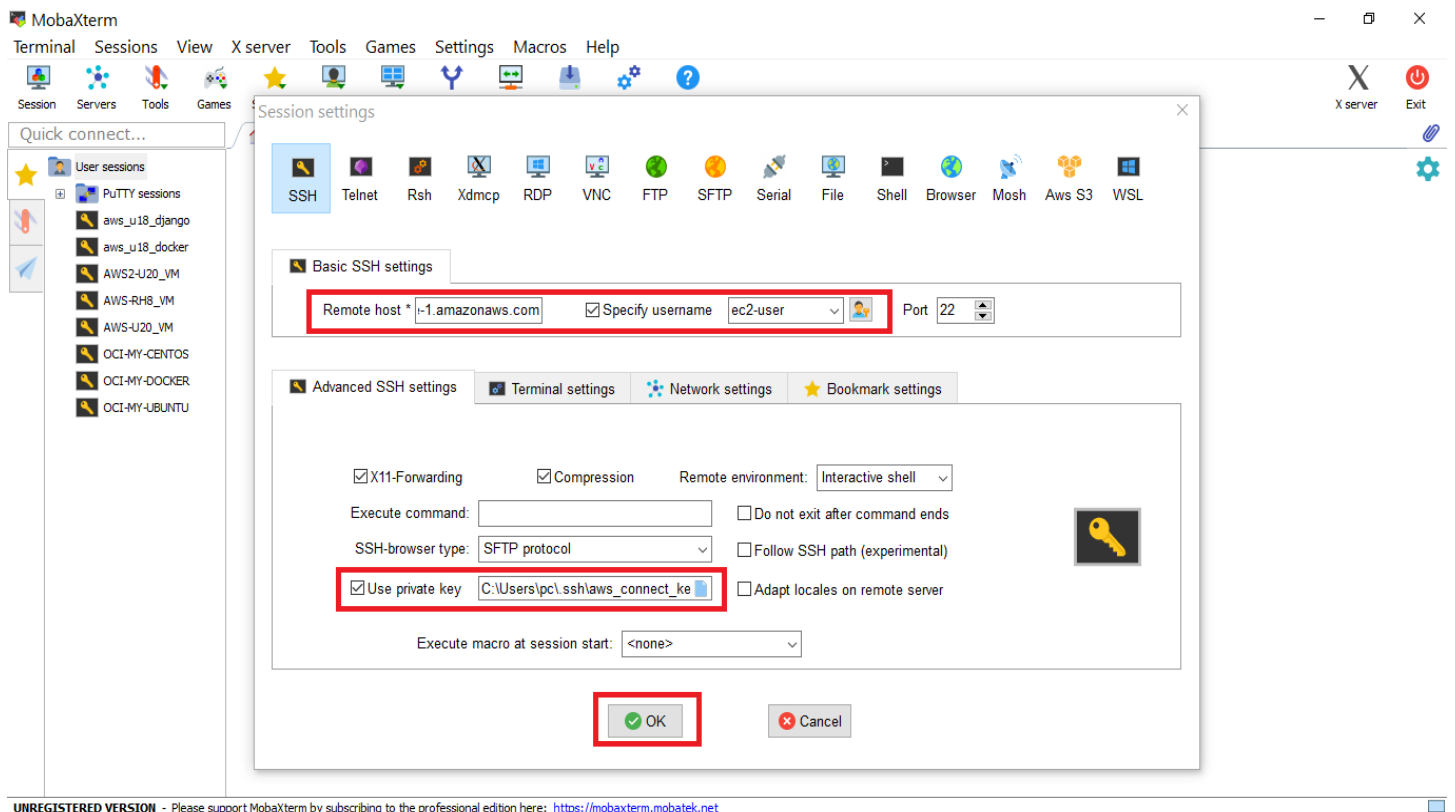 MobaXterm
Terminal Sessions View X server Tools Games Settings Macros Help
Session Servers Tools Games X server Exit
Quick connect...
User sessions
PuTTY sessions
aws_u18_django
aws_u18_docker
AWS2-U20_VM
AWS-RH8_VM
AWS-U20_VM
OCI-MY-CENTOS
OCI-MY-DOCKER
OCI-MY-UBUNTU
Session settings
SSH Telnet Rsh Xdmcp RDP VNC FTP SFTP Serial File Shell Browser Mosh Aws S3 WSL
Basic SSH settings
Remote host * -1.amazonaws.com Specify username ec2-user Port 22
Advanced SSH settings Terminal settings Network settings Bookmark settings
X11-Forwarding Compression Remote environment: Interactive shell
Execute command: Do not exit after command ends
SSH-browser type: SFTP protocol Follow SSH path (experimental)
Use private key C:\Users\pc\.ssh\aws_connect_ke Adapt locales on remote server
Execute macro at session start: <none>
OK Cancel
UNREGISTERED VERSION - Please support MobaXterm by subscribing to the professional edition here: https://mobaxterm.mobatek.net